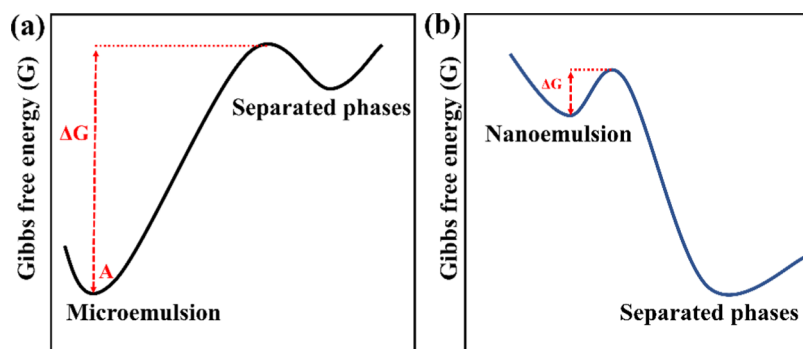 (a)
Gibbs free energy (G)
ΔG
Separated phases
A
Microemulsion
(b)
Gibbs free energy (G)
ΔG
Nanoemulsion
Separated phases